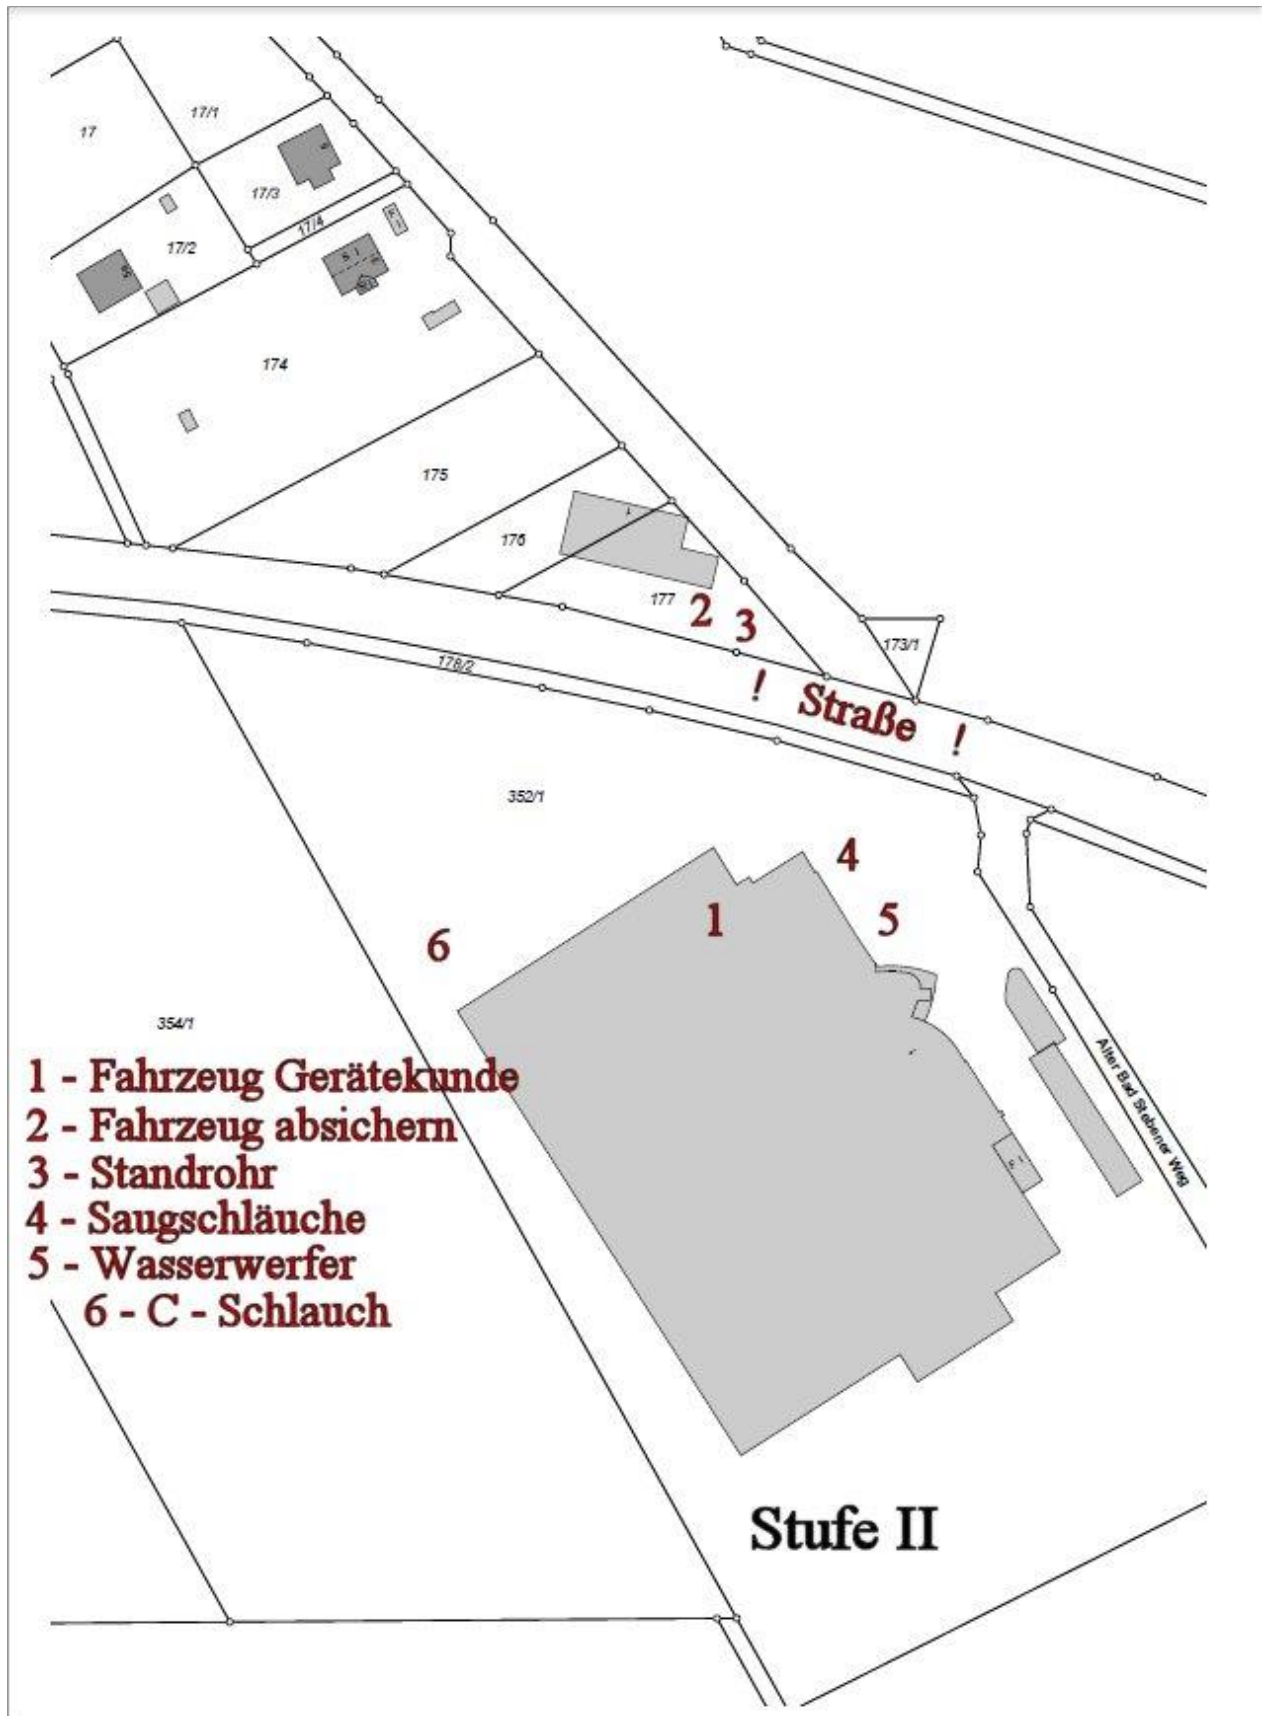 17
17/1
17/3
17/4
17/2
174
175
176
177
173/1
178/2
2
3
! Straße !
352/1
4
1
5
6
354/1
Alter Bad Stebener Weg
1 - Fahrzeug Gerätekunde
2 - Fahrzeug absichern
3 - Standrohr
4 - Saugschläuche
5 - Wasserwerfer
6 - C - Schlauch
Stufe II